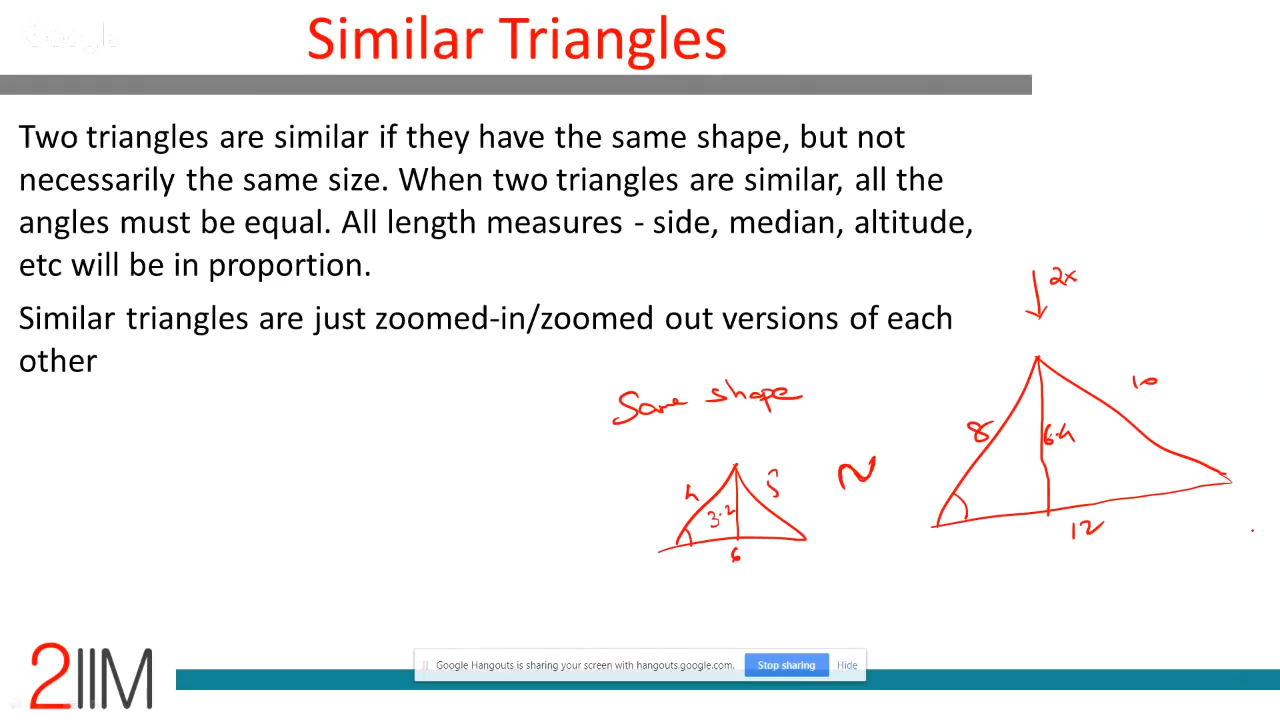 Google
Similar Triangles
Two triangles are similar if they have the same shape, but not
necessarily the same size. When two triangles are similar, all the
angles must be equal. All length measures - side, median, altitude,
etc will be in proportion.
Similar triangles are just zoomed-in/zoomed out versions of each
other
2x
Same shape
10
8
6.4
~
4
5
3.2
12
6
2IIM
Google Hangouts is sharing your screen with hangouts.google.com. Stop sharing Hide